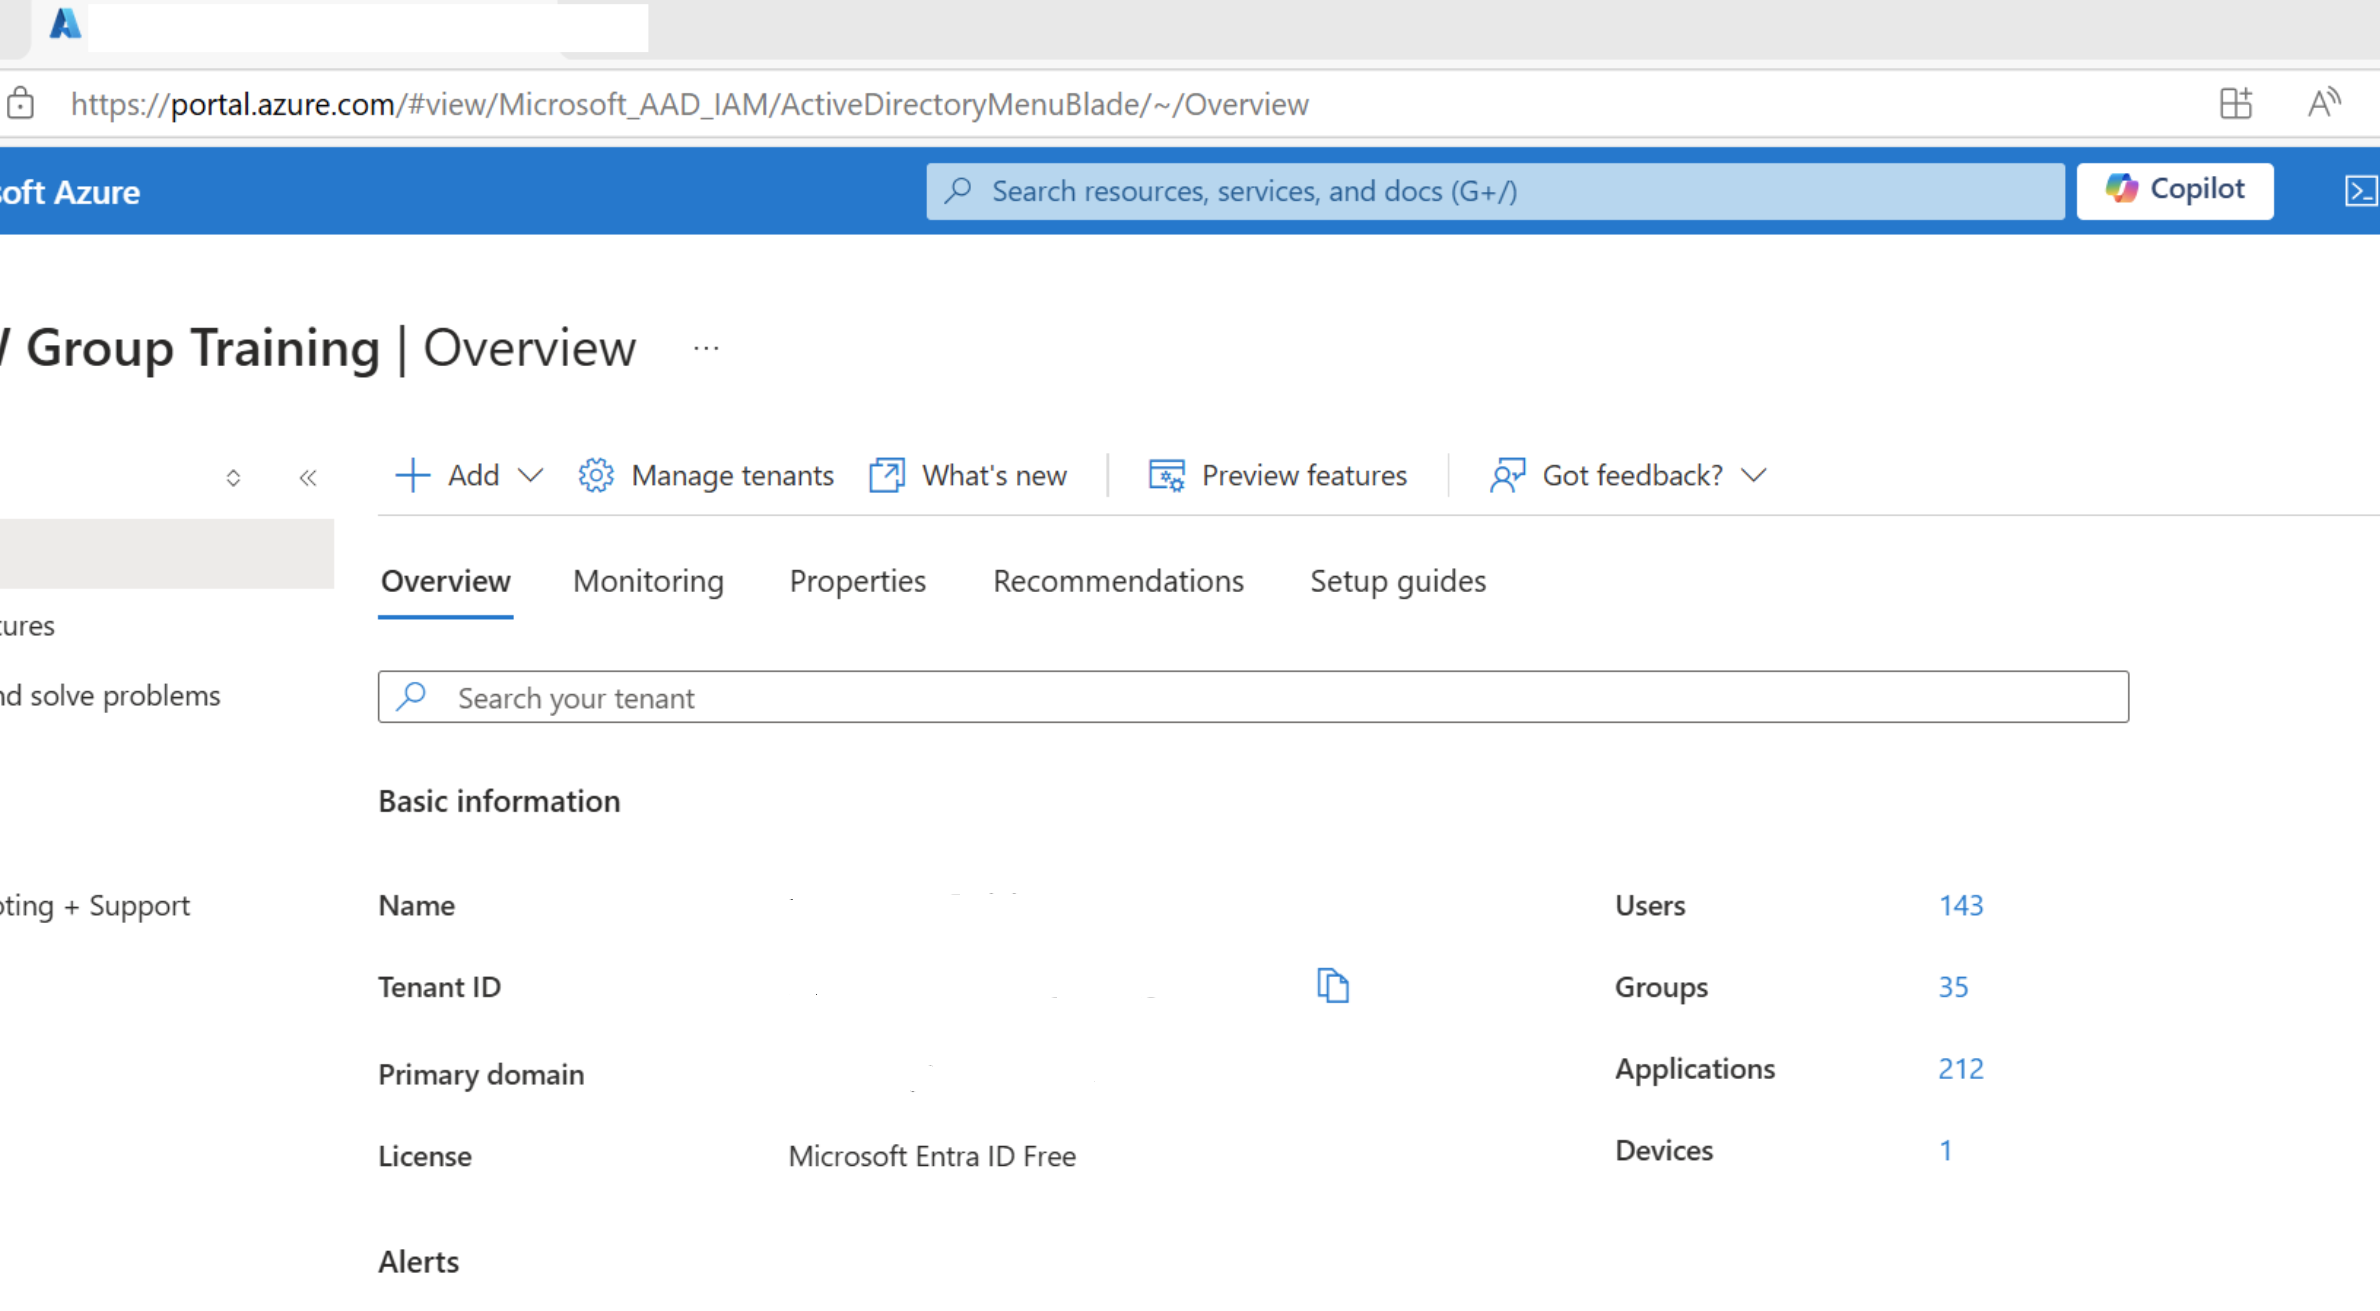 https://portal.azure.com/#view/Microsoft_AAD_IAM/ActiveDirectoryMenuBlade/~/Overview
soft Azure
Search resources, services, and docs (G+/)
Copilot
Group Training | Overview ...
Add
Manage tenants
What's new
Preview features
Got feedback?
Overview
Monitoring
Properties
Recommendations
Setup guides
tures
nd solve problems
oting + Support
Search your tenant
Basic information
Name
Users 143
Tenant ID
Groups 35
Primary domain
Applications 212
License Microsoft Entra ID Free
Devices 1
Alerts